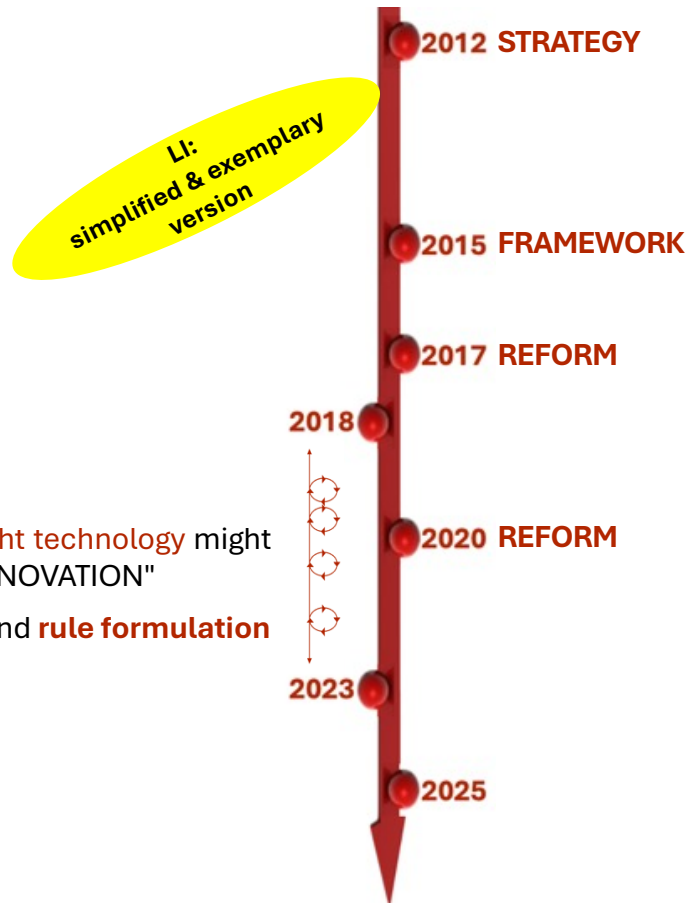 2012 STRATEGY
LI:
simplified & exemplary
version
2015 FRAMEWORK
2017 REFORM
2018
ht technology might
NOVATION"
2020 REFORM
nd rule formulation
2023
2025